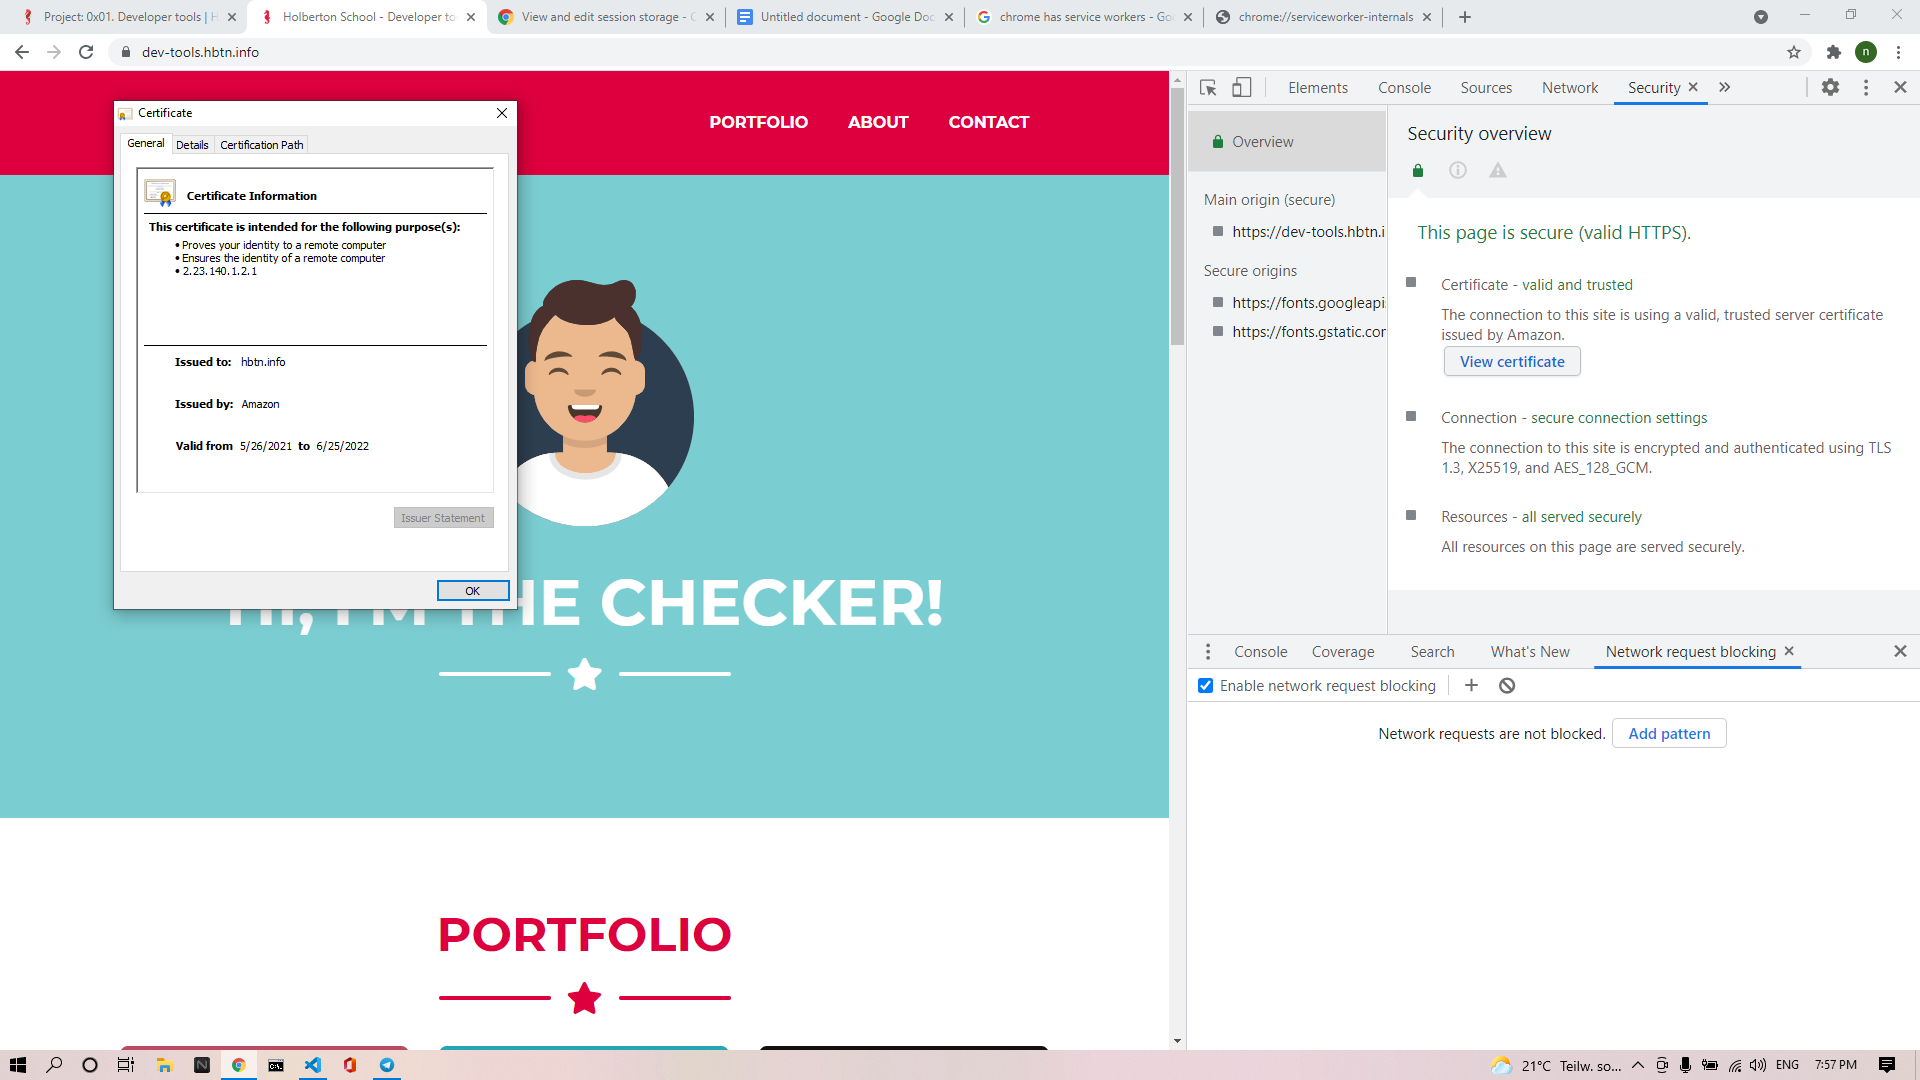 Project: 0x01. Developer tools | H
Holberton School - Developer to
View and edit session storage - C
Untitled document - Google Doc
chrome has service workers - Go
chrome://serviceworker-internals
dev-tools.hbtn.info
n
PORTFOLIO
ABOUT
CONTACT
Certificate
General
Details
Certification Path
Certificate Information
This certificate is intended for the following purpose(s):
• Proves your identity to a remote computer
• Ensures the identity of a remote computer
• 2.23.140.1.2.1
Issued to: hbtn.info
Issued by: Amazon
Valid from 5/26/2021 to 6/25/2022
Issuer Statement
OK
HI, I'M THE CHECKER!
PORTFOLIO
Elements
Console
Sources
Network
Security
Overview
Main origin (secure)
https://dev-tools.hbtn.i
Secure origins
https://fonts.googleapi
https://fonts.gstatic.cor
Security overview
This page is secure (valid HTTPS).
Certificate - valid and trusted
The connection to this site is using a valid, trusted server certificate
issued by Amazon.
View certificate
Connection - secure connection settings
The connection to this site is encrypted and authenticated using TLS
1.3, X25519, and AES_128_GCM.
Resources - all served securely
All resources on this page are served securely.
Console
Coverage
Search
What's New
Network request blocking
Enable network request blocking
Network requests are not blocked.
Add pattern
21°C Teilw. so...
ENG
7:57 PM